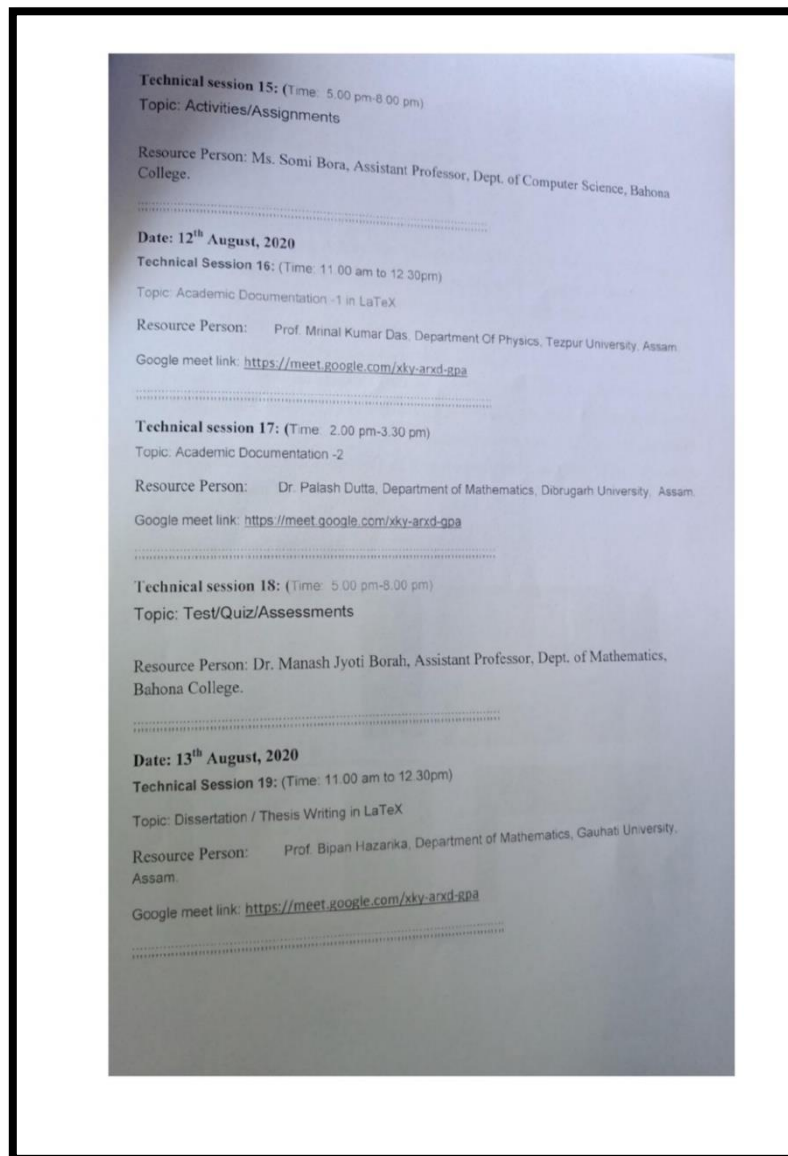 Technical session 15: (Time: 5.00 pm-8.00 pm)
Topic: Activities/Assignments
Resource Person: Ms. Somi Bora, Assistant Professor, Dept. of Computer Science, Bahona
College.
Date: 12th August, 2020
Technical Session 16: (Time: 11.00 am to 12.30pm)
Topic: Academic Documentation -1 in LaTeX
Resource Person: Prof. Mrinal Kumar Das, Department Of Physics, Tezpur University, Assam.
Google meet link: https://meet.google.com/xky-arxd-gpa
Technical session 17: (Time: 2.00 pm-3.30 pm)
Topic: Academic Documentation -2
Resource Person: Dr. Palash Dutta, Department of Mathematics, Dibrugarh University, Assam.
Google meet link: https://meet.google.com/xky-arxd-gpa
Technical session 18: (Time: 5.00 pm-8.00 pm)
Topic: Test/Quiz/Assessments
Resource Person: Dr. Manash Jyoti Borah, Assistant Professor, Dept. of Mathematics,
Bahona College.
Date: 13th August, 2020
Technical Session 19: (Time: 11.00 am to 12.30pm)
Topic: Dissertation / Thesis Writing in LaTeX
Resource Person: Prof. Bipan Hazarika, Department of Mathematics, Gauhati University,
Assam.
Google meet link: https://meet.google.com/xky-arxd-gpa